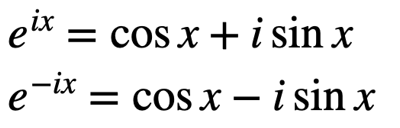 e^{ix} = cos x + i sin x
e^{-ix} = cos x − i sin x